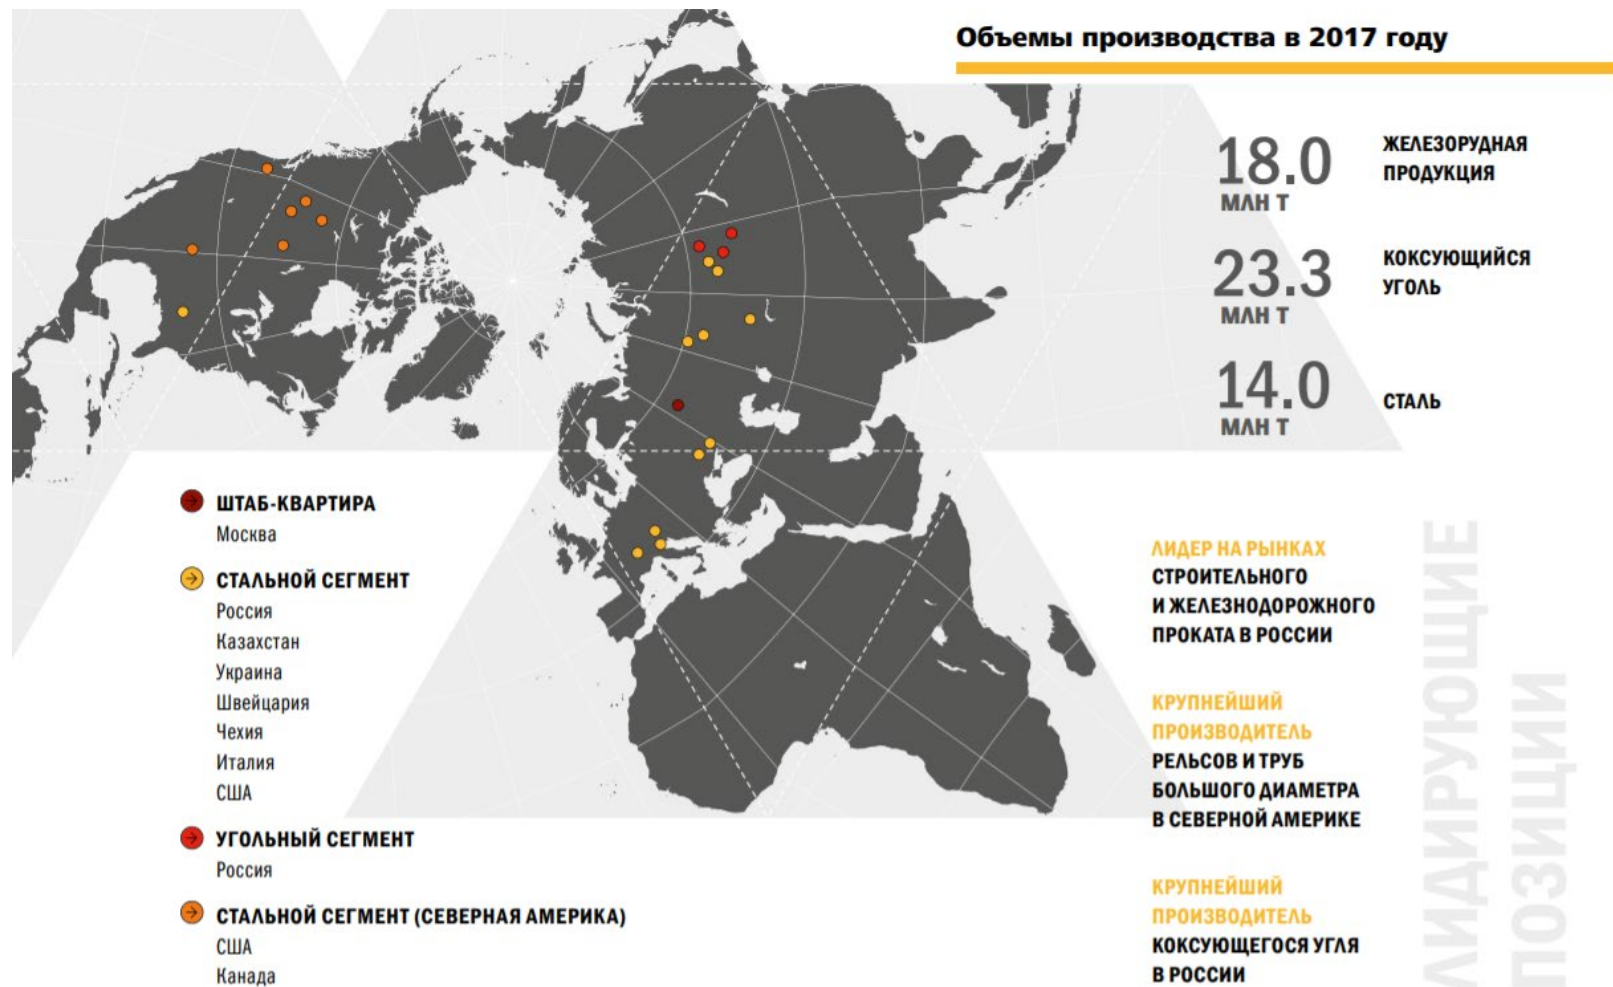 Объемы производства в 2017 году
18.0
МЛН Т
ЖЕЛЕЗОРУДНАЯ
ПРОДУКЦИЯ
23.3
МЛН Т
КОКСУЮЩИЙСЯ
УГОЛЬ
14.0
МЛН Т
СТАЛЬ
ШТАБ-КВАРТИРА
Москва
СТАЛЬНОЙ СЕГМЕНТ
Россия
Казахстан
Украина
Швейцария
Чехия
Италия
США
УГОЛЬНЫЙ СЕГМЕНТ
Россия
СТАЛЬНОЙ СЕГМЕНТ (СЕВЕРНАЯ АМЕРИКА)
США
Канада
ЛИДЕР НА РЫНКАХ
СТРОИТЕЛЬНОГО
И ЖЕЛЕЗНОДОРОЖНОГО
ПРОКАТА В РОССИИ
КРУПНЕЙШИЙ
ПРОИЗВОДИТЕЛЬ
РЕЛЬСОВ И ТРУБ
БОЛЬШОГО ДИАМЕТРА
В СЕВЕРНОЙ АМЕРИКЕ
КРУПНЕЙШИЙ
ПРОИЗВОДИТЕЛЬ
КОКСУЮЩЕГОСЯ УГЛЯ
В РОССИИ
ЛИДИРУЮЩИЕ
ПОЗИЦИИ